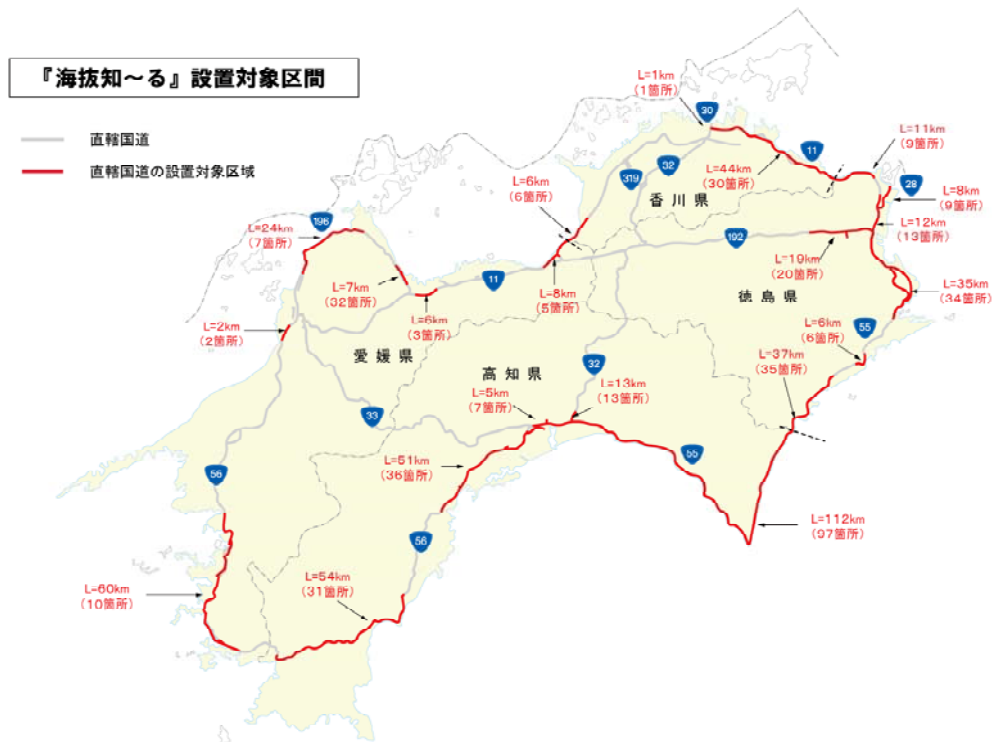 『海抜知~る』設置対象区間
直轄国道
直轄国道の設置対象区域
L=1km
(1箇所)
30
11
L=11km
(9箇所)
32
L=44km
(30箇所)
319
28
香川県
L=6km
(6箇所)
L=8km
(9箇所)
196
L=24km
(7箇所)
L=12km
(13箇所)
192
L=19km
(20箇所)
11
L=7km
(32箇所)
L=8km
(5箇所)
L=6km
(3箇所)
徳島県
L=35km
(34箇所)
L=2km
(2箇所)
L=6km
(6箇所)
55
愛媛県
高知県
32
L=37km
(35箇所)
L=5km
(7箇所)
L=13km
(13箇所)
33
L=51km
(36箇所)
55
56
L=112km
(97箇所)
56
L=54km
(31箇所)
L=60km
(10箇所)